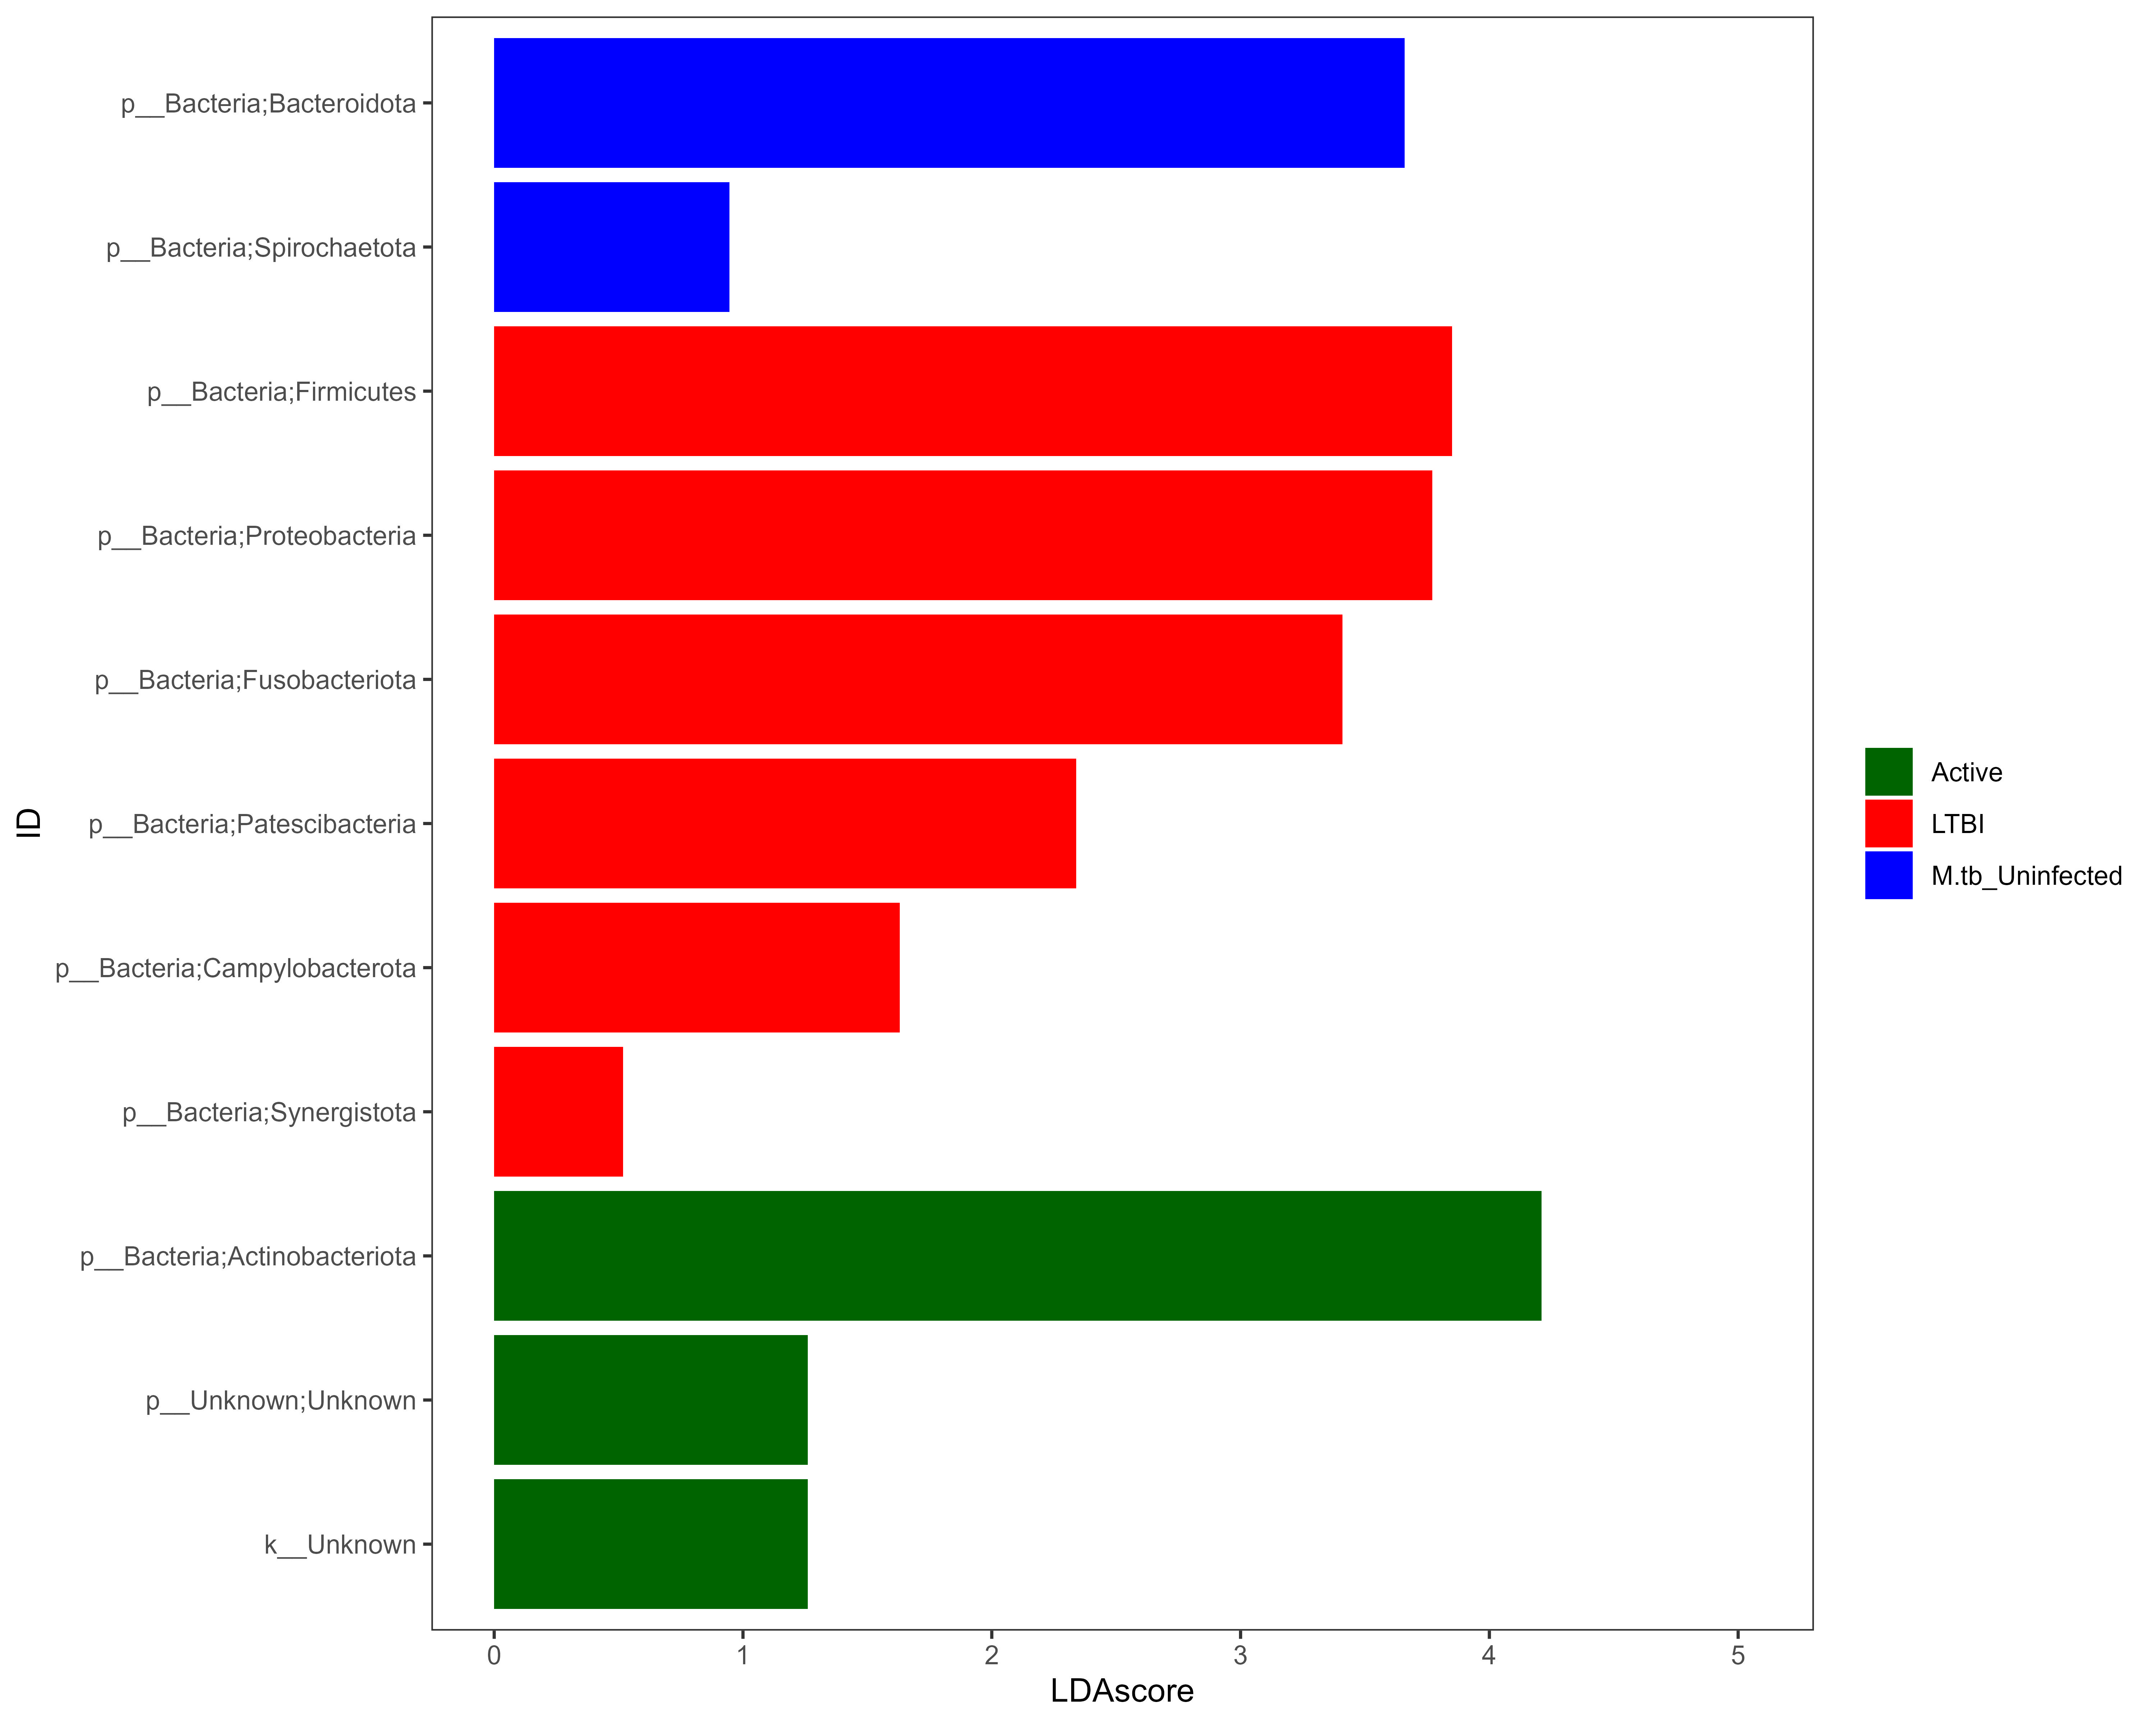 p__Bacteria;Bacteroidota
p__Bacteria;Spirochaetota
p__Bacteria;Firmicutes
p__Bacteria;Proteobacteria
p__Bacteria;Fusobacteriota
p__Bacteria;Patescibacteria
p__Bacteria;Campylobacterota
p__Bacteria;Synergistota
p__Bacteria;Actinobacteriota
p__Unknown;Unknown
k__Unknown
ID
0 1 2 3 4 5
LDAscore
Active
LTBI
M.tb_Uninfected